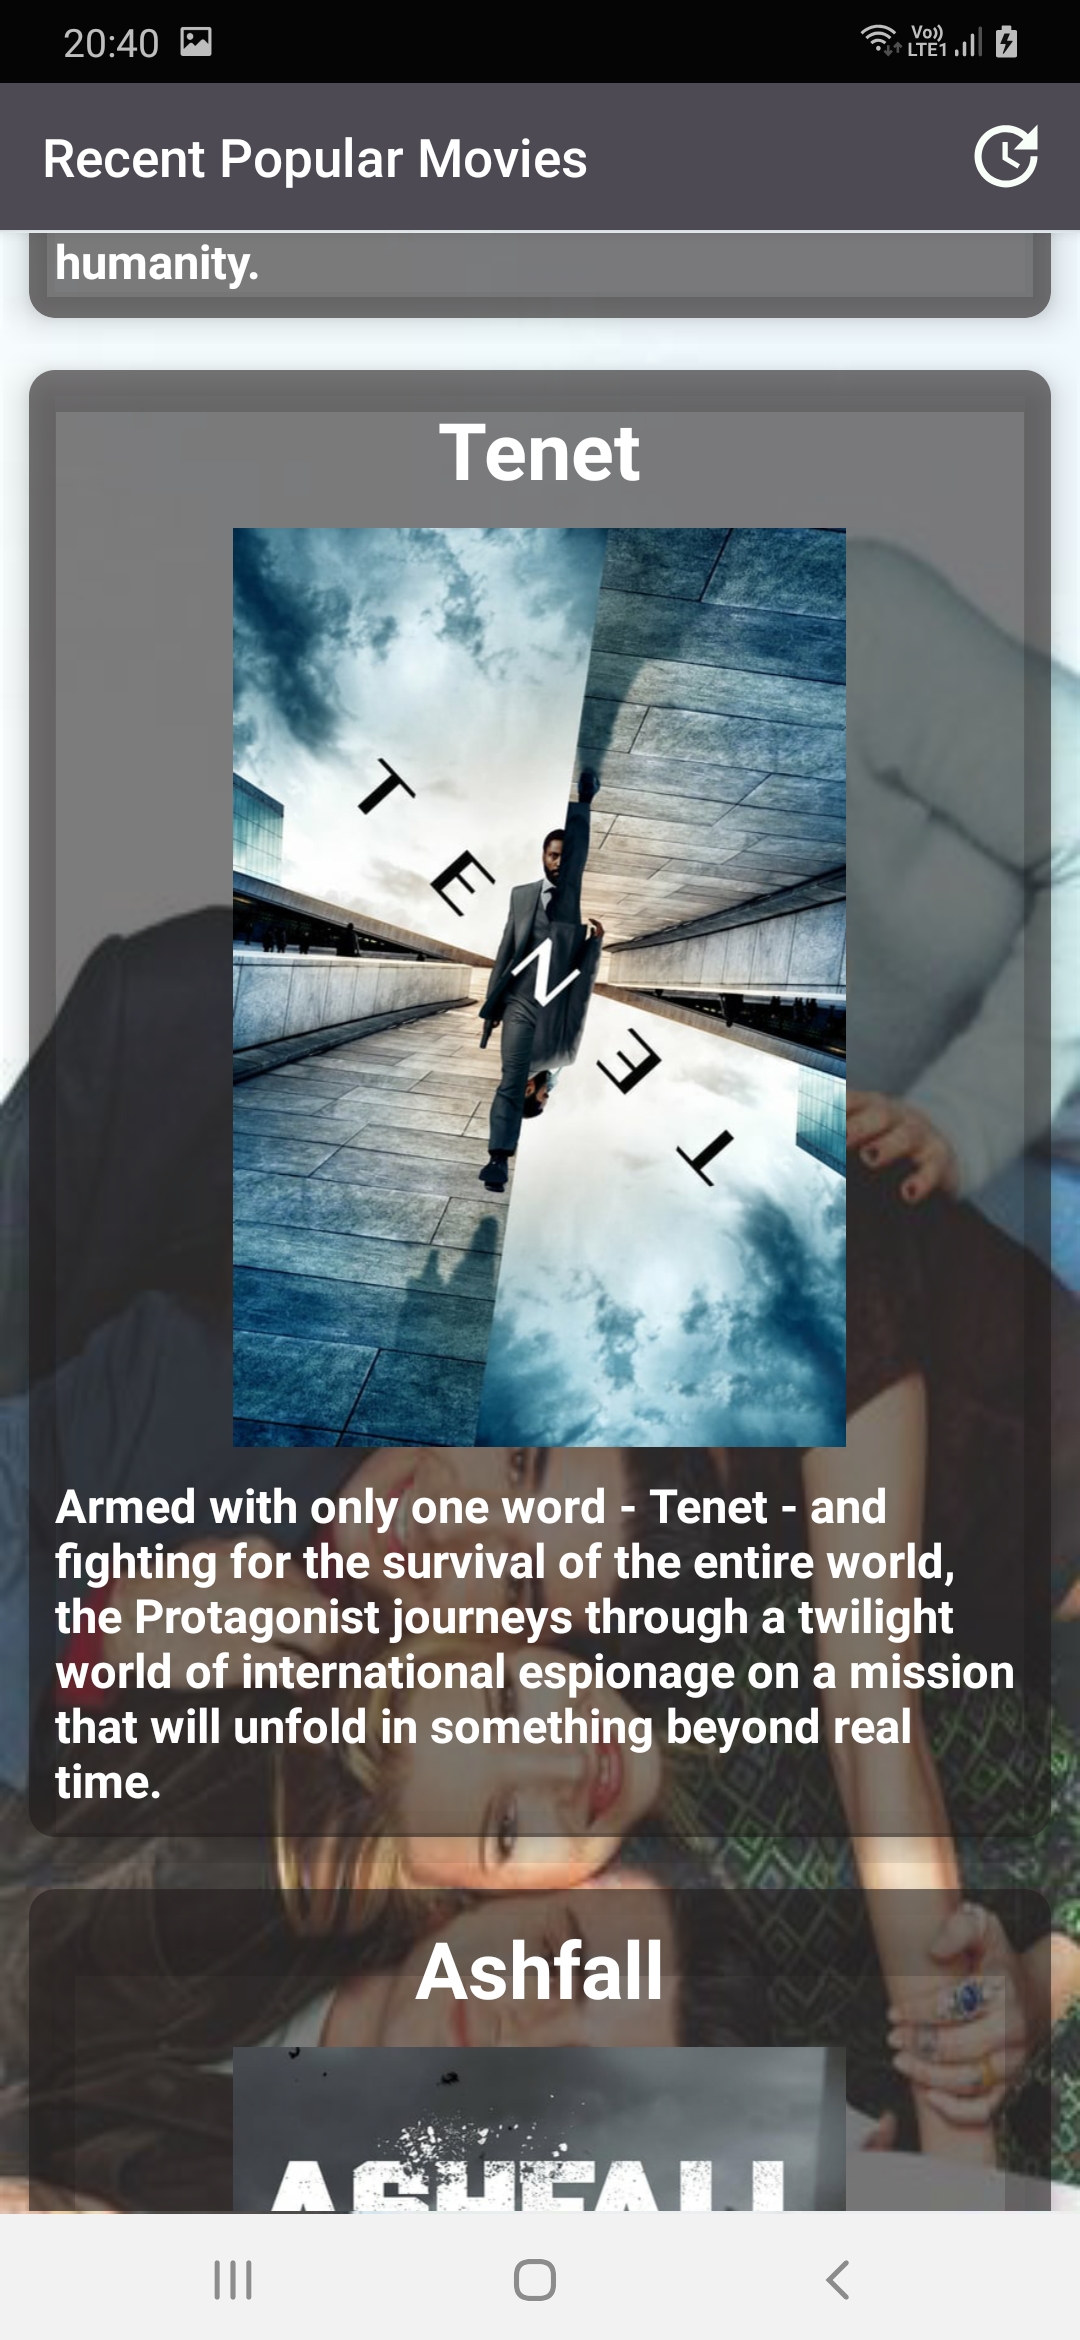 20:40
Vo))
LTE1
Recent Popular Movies
humanity.
Tenet
T
E
N
E
T
Armed with only one word - Tenet - and
fighting for the survival of the entire world,
the Protagonist journeys through a twilight
world of international espionage on a mission
that will unfold in something beyond real
time.
Ashfall
ASHFALL